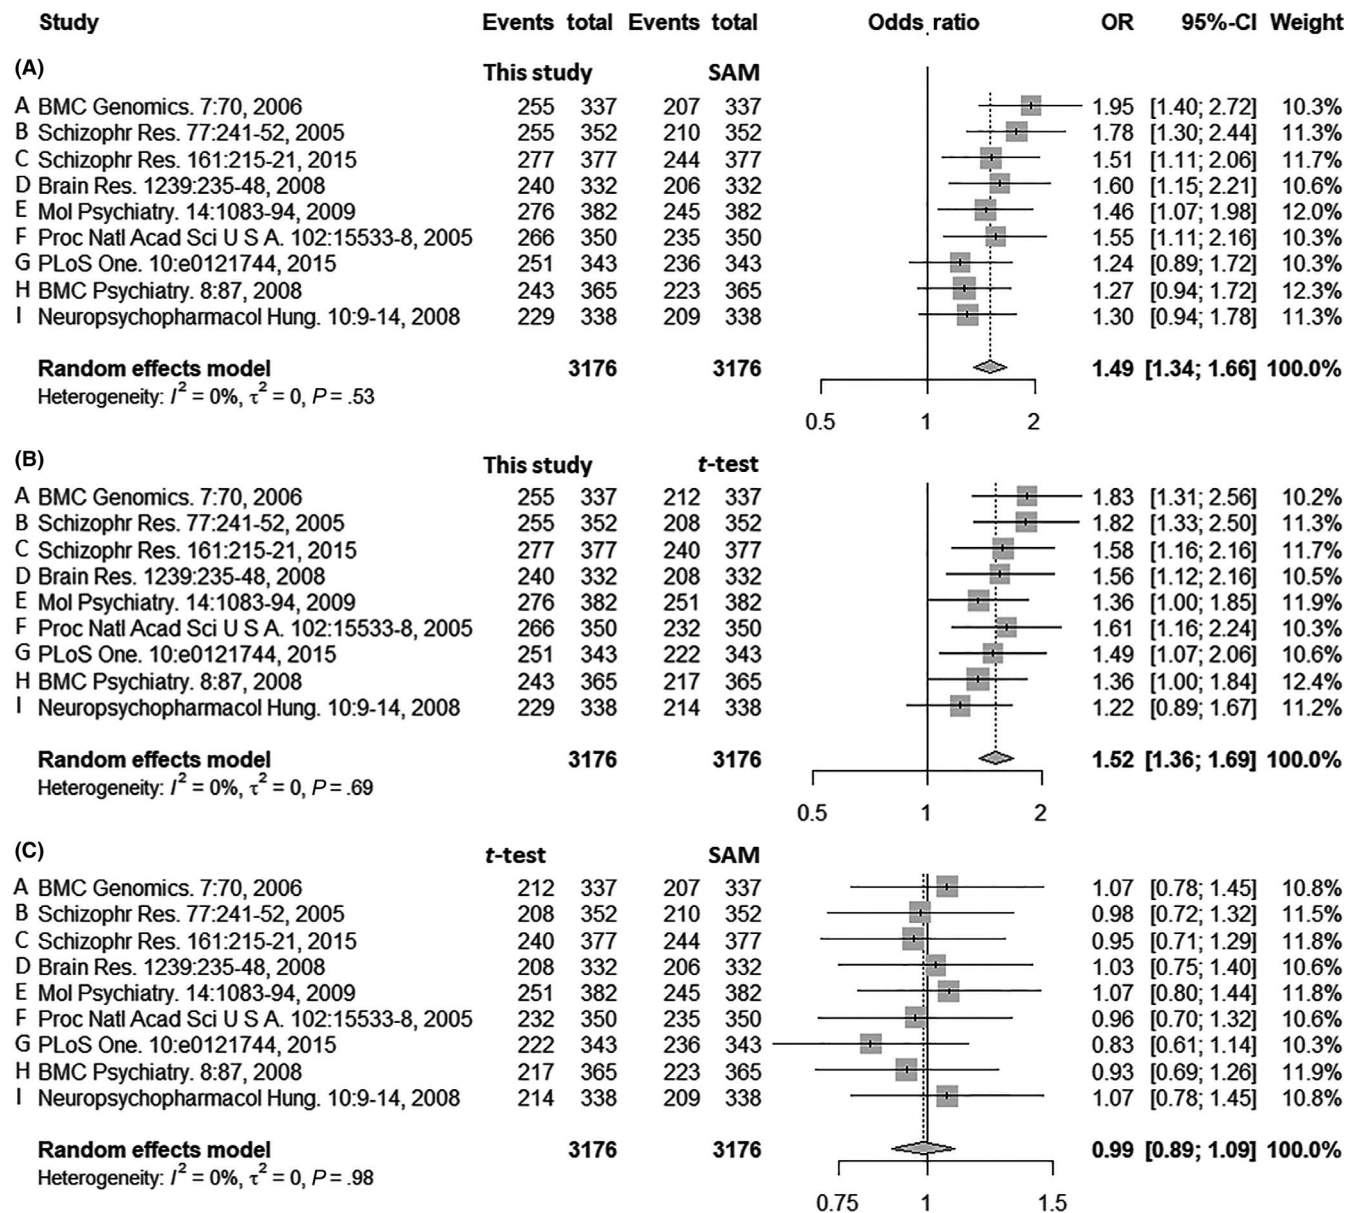 Study Events total Events total Odds ratio OR 95%-CI Weight
(A) This study SAM
A BMC Genomics. 7:70, 2006 255 337 207 337 1.95 [1.40; 2.72] 10.3%
B Schizophr Res. 77:241-52, 2005 255 352 210 352 1.78 [1.30; 2.44] 11.3%
C Schizophr Res. 161:215-21, 2015 277 377 244 377 1.51 [1.11; 2.06] 11.7%
D Brain Res. 1239:235-48, 2008 240 332 206 332 1.60 [1.15; 2.21] 10.6%
E Mol Psychiatry. 14:1083-94, 2009 276 382 245 382 1.46 [1.07; 1.98] 12.0%
F Proc Natl Acad Sci U S A. 102:15533-8, 2005 266 350 235 350 1.55 [1.11; 2.16] 10.3%
G PLoS One. 10:e0121744, 2015 251 343 236 343 1.24 [0.89; 1.72] 10.3%
H BMC Psychiatry. 8:87, 2008 243 365 223 365 1.27 [0.94; 1.72] 12.3%
I Neuropsychopharmacol Hung. 10:9-14, 2008 229 338 209 338 1.30 [0.94; 1.78] 11.3%
Random effects model 3176 3176 1.49 [1.34; 1.66] 100.0%
Heterogeneity: I² = 0%, τ² = 0, P = .53
0.5 1 2
(B) This study t-test
A BMC Genomics. 7:70, 2006 255 337 212 337 1.83 [1.31; 2.56] 10.2%
B Schizophr Res. 77:241-52, 2005 255 352 208 352 1.82 [1.33; 2.50] 11.3%
C Schizophr Res. 161:215-21, 2015 277 377 240 377 1.58 [1.16; 2.16] 11.7%
D Brain Res. 1239:235-48, 2008 240 332 208 332 1.56 [1.12; 2.16] 10.5%
E Mol Psychiatry. 14:1083-94, 2009 276 382 251 382 1.36 [1.00; 1.85] 11.9%
F Proc Natl Acad Sci U S A. 102:15533-8, 2005 266 350 232 350 1.61 [1.16; 2.24] 10.3%
G PLoS One. 10:e0121744, 2015 251 343 222 343 1.49 [1.07; 2.06] 10.6%
H BMC Psychiatry. 8:87, 2008 243 365 217 365 1.36 [1.00; 1.84] 12.4%
I Neuropsychopharmacol Hung. 10:9-14, 2008 229 338 214 338 1.22 [0.89; 1.67] 11.2%
Random effects model 3176 3176 1.52 [1.36; 1.69] 100.0%
Heterogeneity: I² = 0%, τ² = 0, P = .69
0.5 1 2
(C) t-test SAM
A BMC Genomics. 7:70, 2006 212 337 207 337 1.07 [0.78; 1.45] 10.8%
B Schizophr Res. 77:241-52, 2005 208 352 210 352 0.98 [0.72; 1.32] 11.5%
C Schizophr Res. 161:215-21, 2015 240 377 244 377 0.95 [0.71; 1.29] 11.8%
D Brain Res. 1239:235-48, 2008 208 332 206 332 1.03 [0.75; 1.40] 10.6%
E Mol Psychiatry. 14:1083-94, 2009 251 382 245 382 1.07 [0.80; 1.44] 11.8%
F Proc Natl Acad Sci U S A. 102:15533-8, 2005 232 350 235 350 0.96 [0.70; 1.32] 10.6%
G PLoS One. 10:e0121744, 2015 222 343 236 343 0.83 [0.61; 1.14] 10.3%
H BMC Psychiatry. 8:87, 2008 217 365 223 365 0.93 [0.69; 1.26] 11.9%
I Neuropsychopharmacol Hung. 10:9-14, 2008 214 338 209 338 1.07 [0.78; 1.45] 10.8%
Random effects model 3176 3176 0.99 [0.89; 1.09] 100.0%
Heterogeneity: I² = 0%, τ² = 0, P = .98
0.75 1 1.5